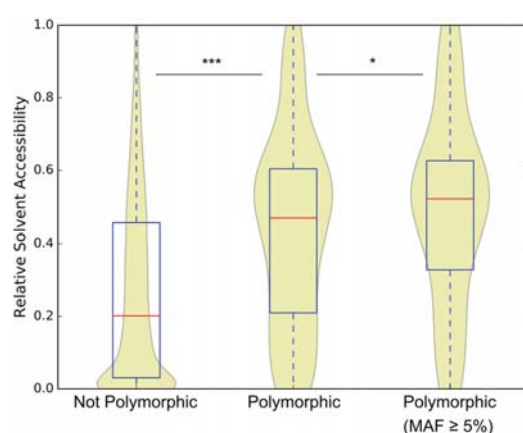 1.0
*** *
0.8
0.6
0.4
0.2
0.0
Relative Solvent Accessibility
Not Polymorphic Polymorphic Polymorphic
(MAF ≥ 5%)